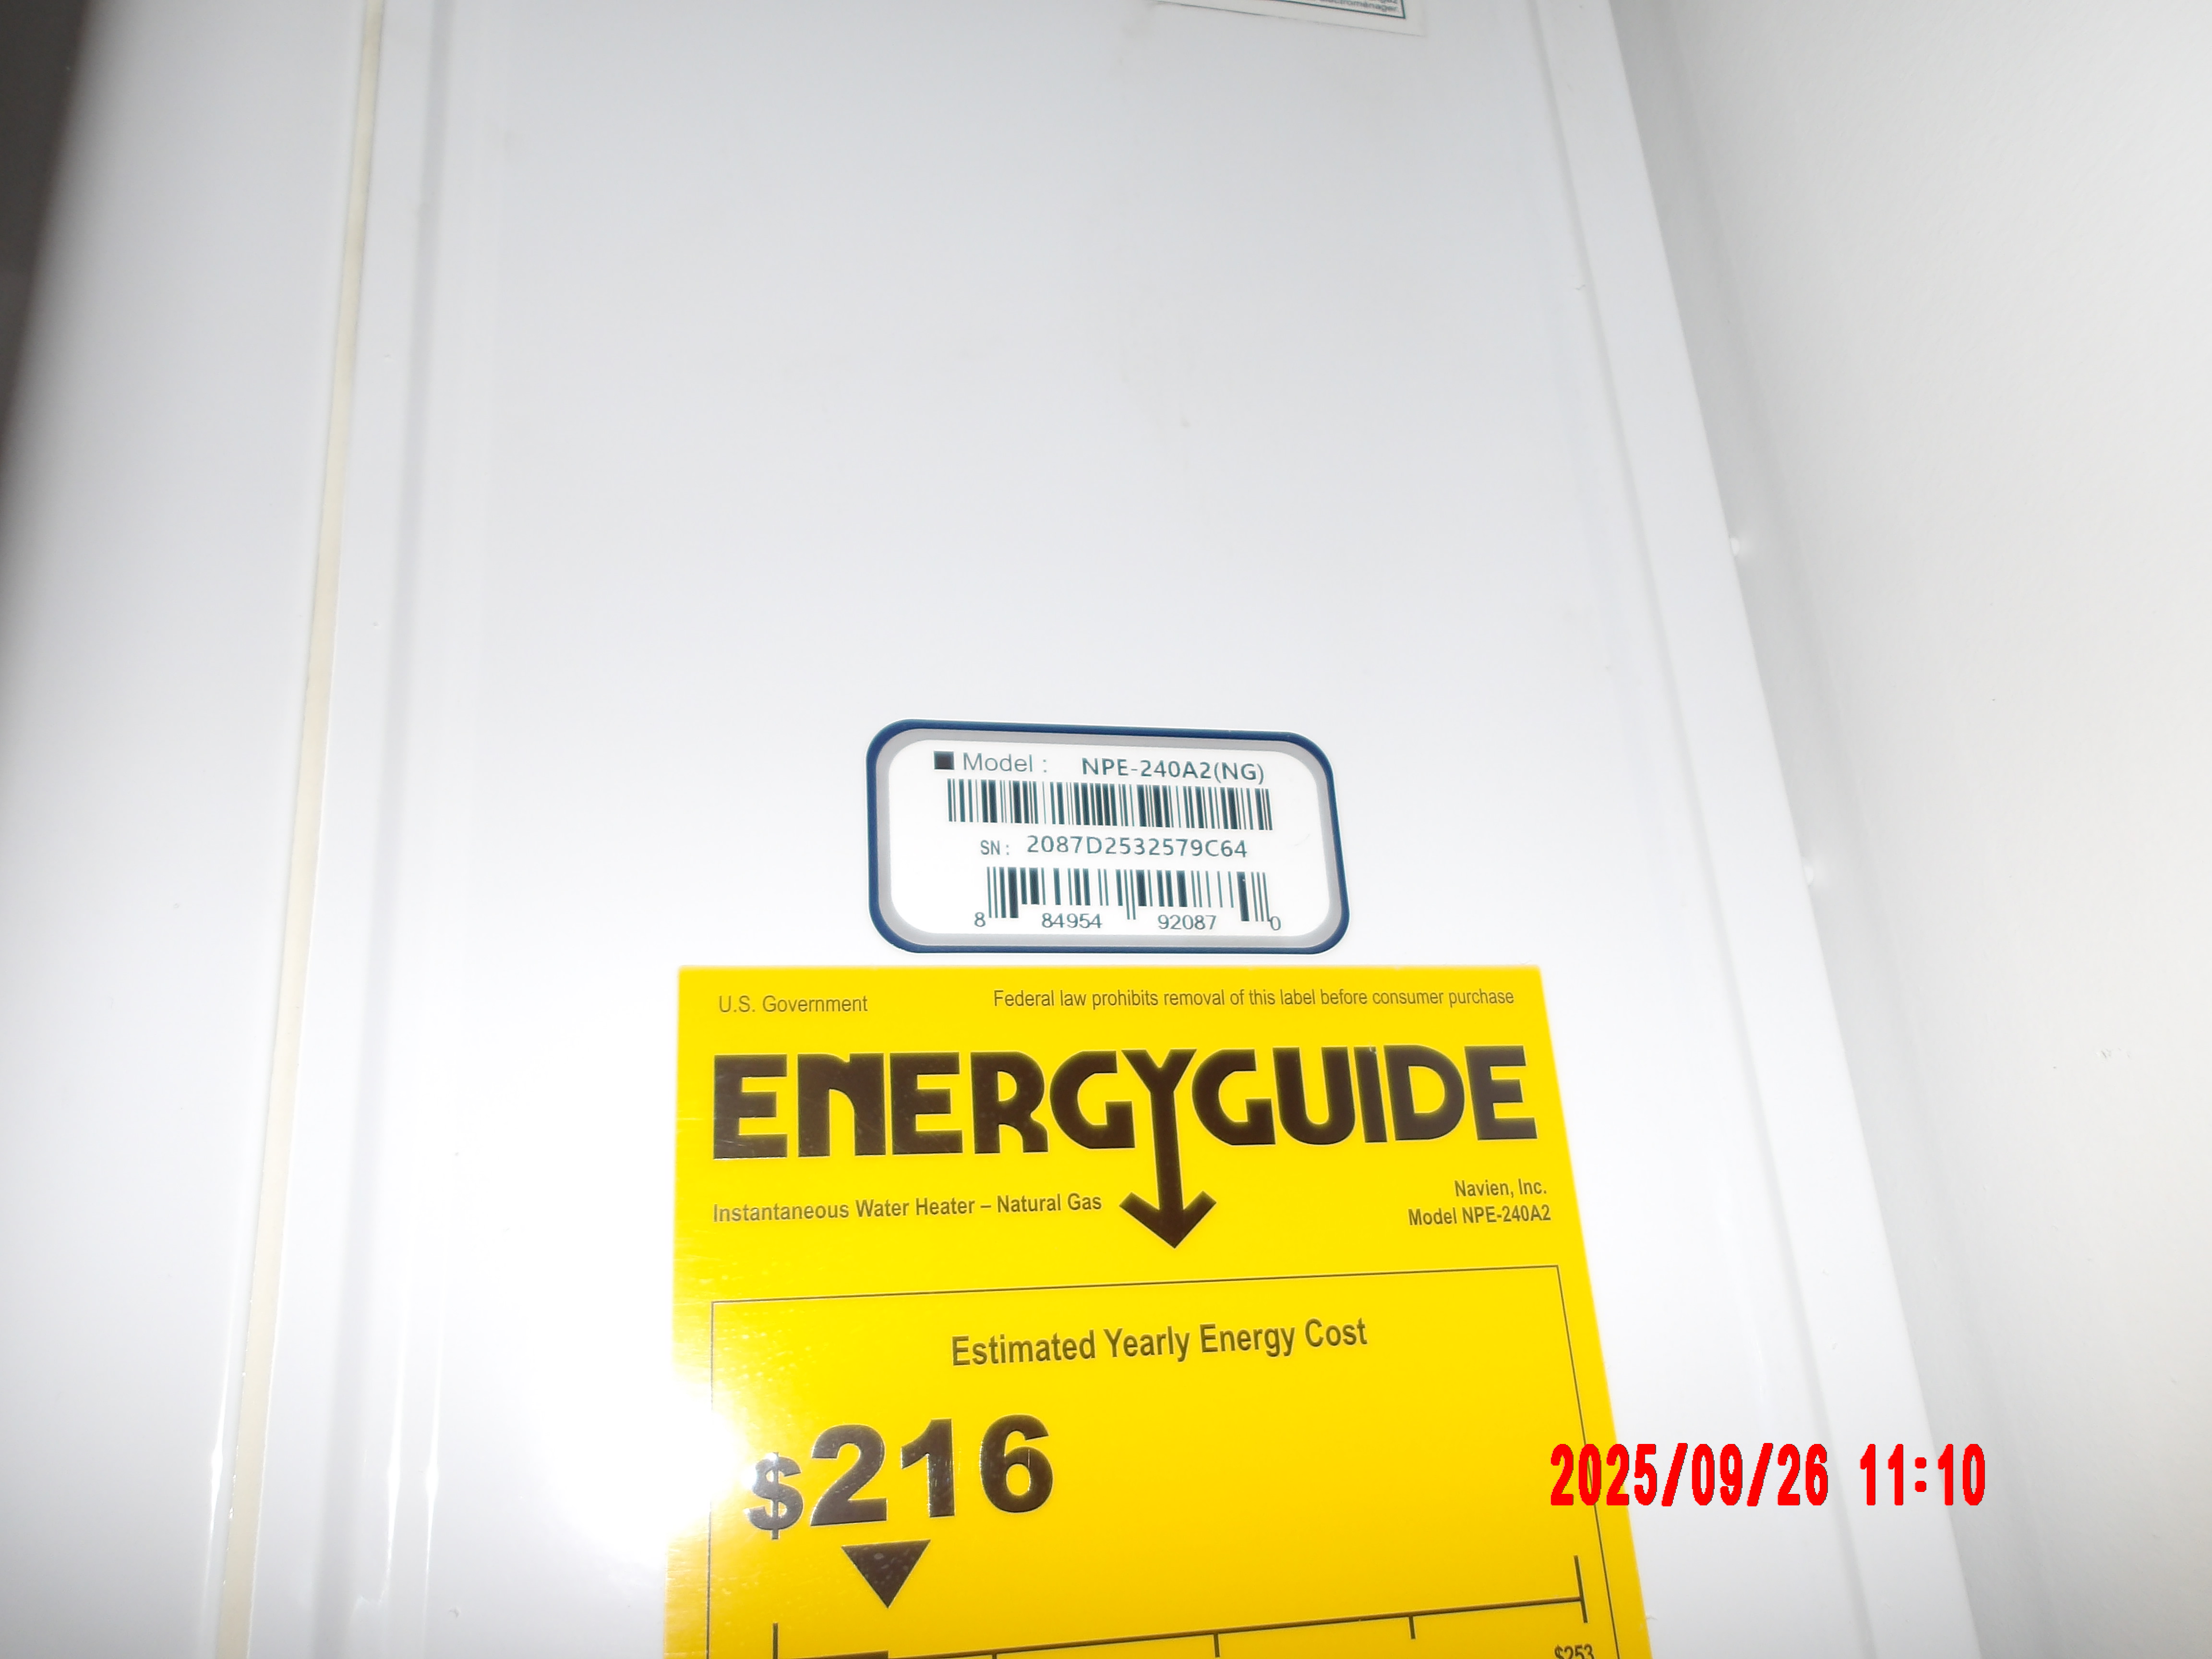 électroménager
■ Model : NPE-240A2(NG)
SN : 2087D2532579C64
8 84954 92087 0
U.S. Government
Federal law prohibits removal of this label before consumer purchase
ENERGYGUIDE
Instantaneous Water Heater – Natural Gas
Navien, Inc.
Model NPE-240A2
Estimated Yearly Energy Cost
$216
$253
2025/09/26 11:10